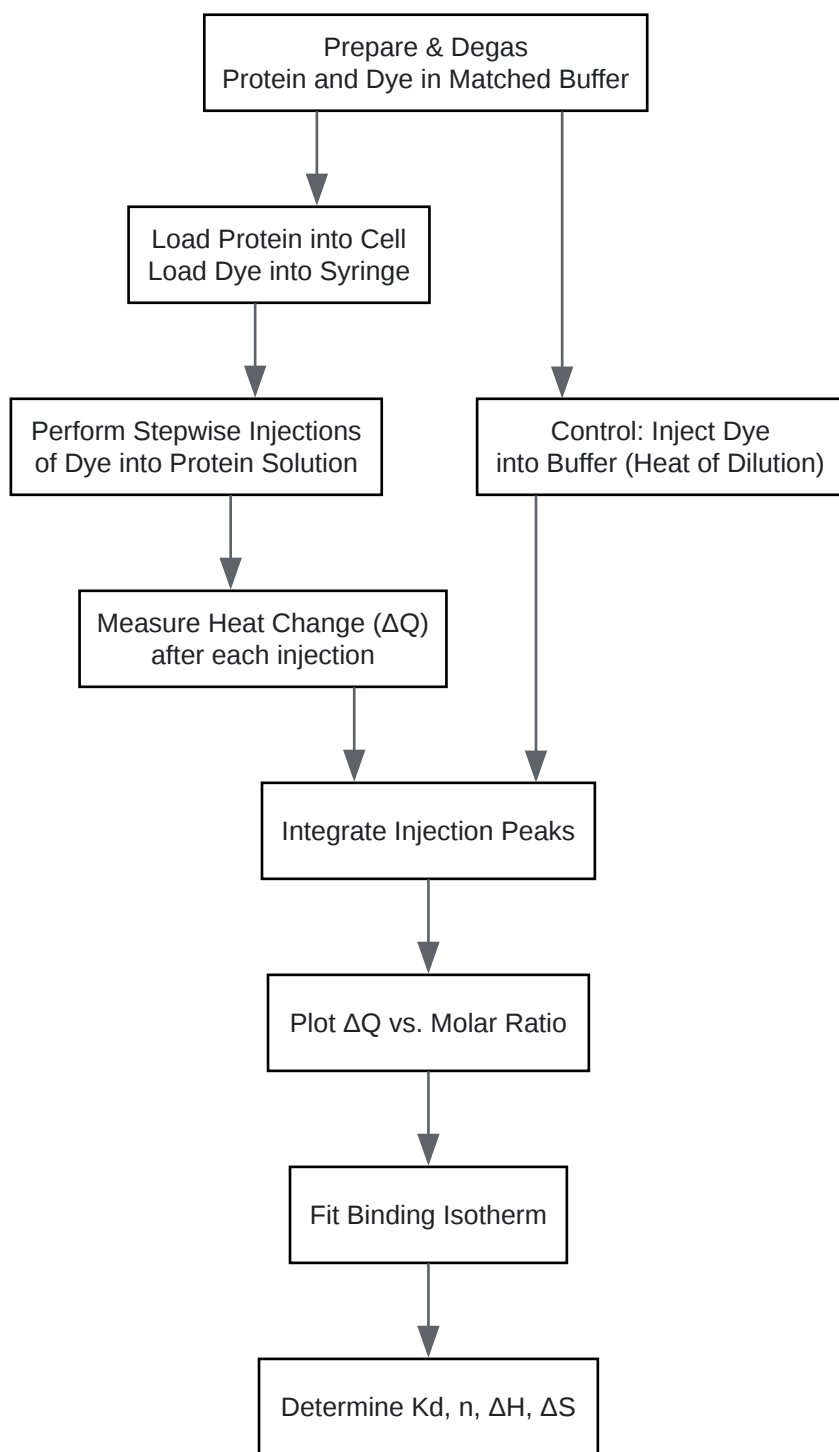 Prepare & Degas
Protein and Dye in Matched Buffer
Load Protein into Cell
Load Dye into Syringe
Perform Stepwise Injections
of Dye into Protein Solution
Control: Inject Dye
into Buffer (Heat of Dilution)
Measure Heat Change (ΔQ)
after each injection
Integrate Injection Peaks
Plot ΔQ vs. Molar Ratio
Fit Binding Isotherm
Determine Kd, n, ΔH, ΔS